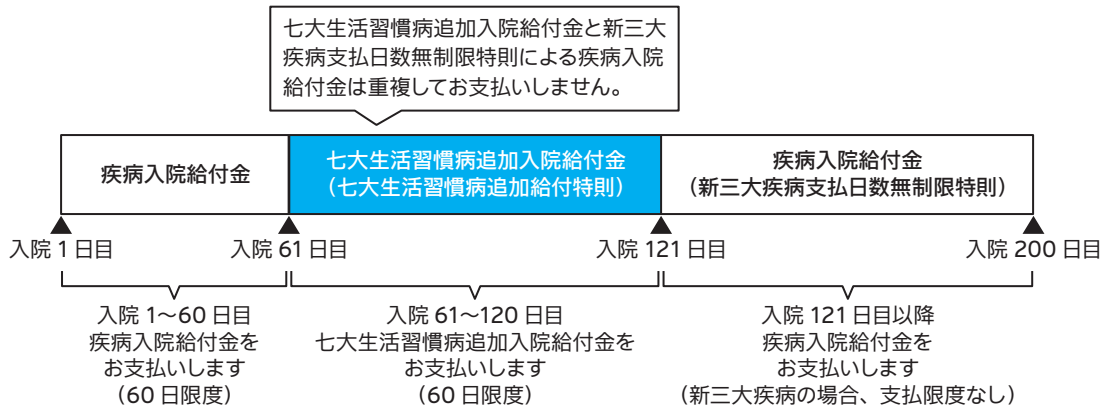 七大生活習慣病追加入院給付金と新三大
疾病支払日数無制限特則による疾病入院
給付金は重複してお支払いしません。
疾病入院給付金
七大生活習慣病追加入院給付金
（七大生活習慣病追加給付特則）
疾病入院給付金
（新三大疾病支払日数無制限特則）
入院 1 日目
入院 61 日目
入院 121 日目
入院 200 日目
入院 1〜60 日目
疾病入院給付金を
お支払いします
（60 日限度）
入院 61〜120 日目
七大生活習慣病追加入院給付金を
お支払いします
（60 日限度）
入院 121 日目以降
疾病入院給付金を
お支払いします
（新三大疾病の場合、支払限度なし）